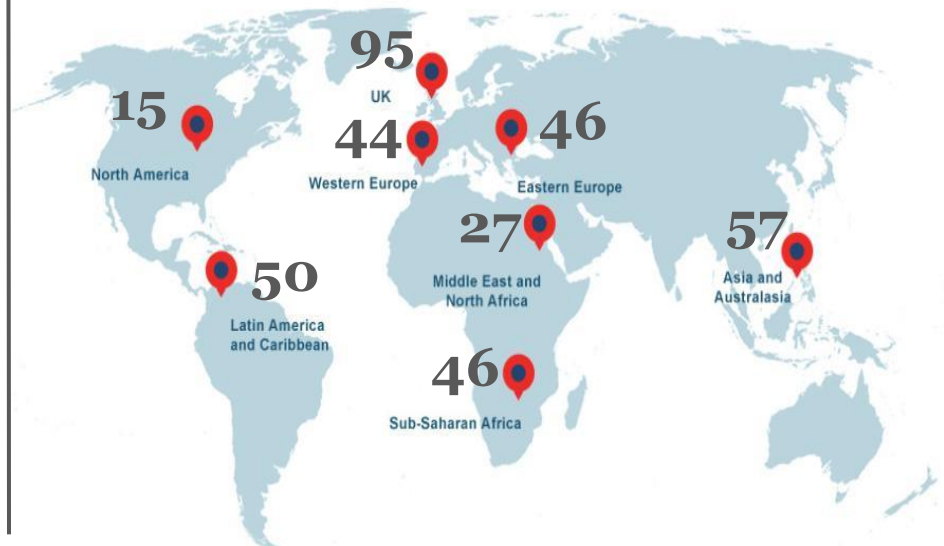 95
UK
15
North America
44
Western Europe
46
Eastern Europe
27
Middle East and
North Africa
57
Asia and
Australasia
50
Latin America
and Caribbean
46
Sub-Saharan Africa